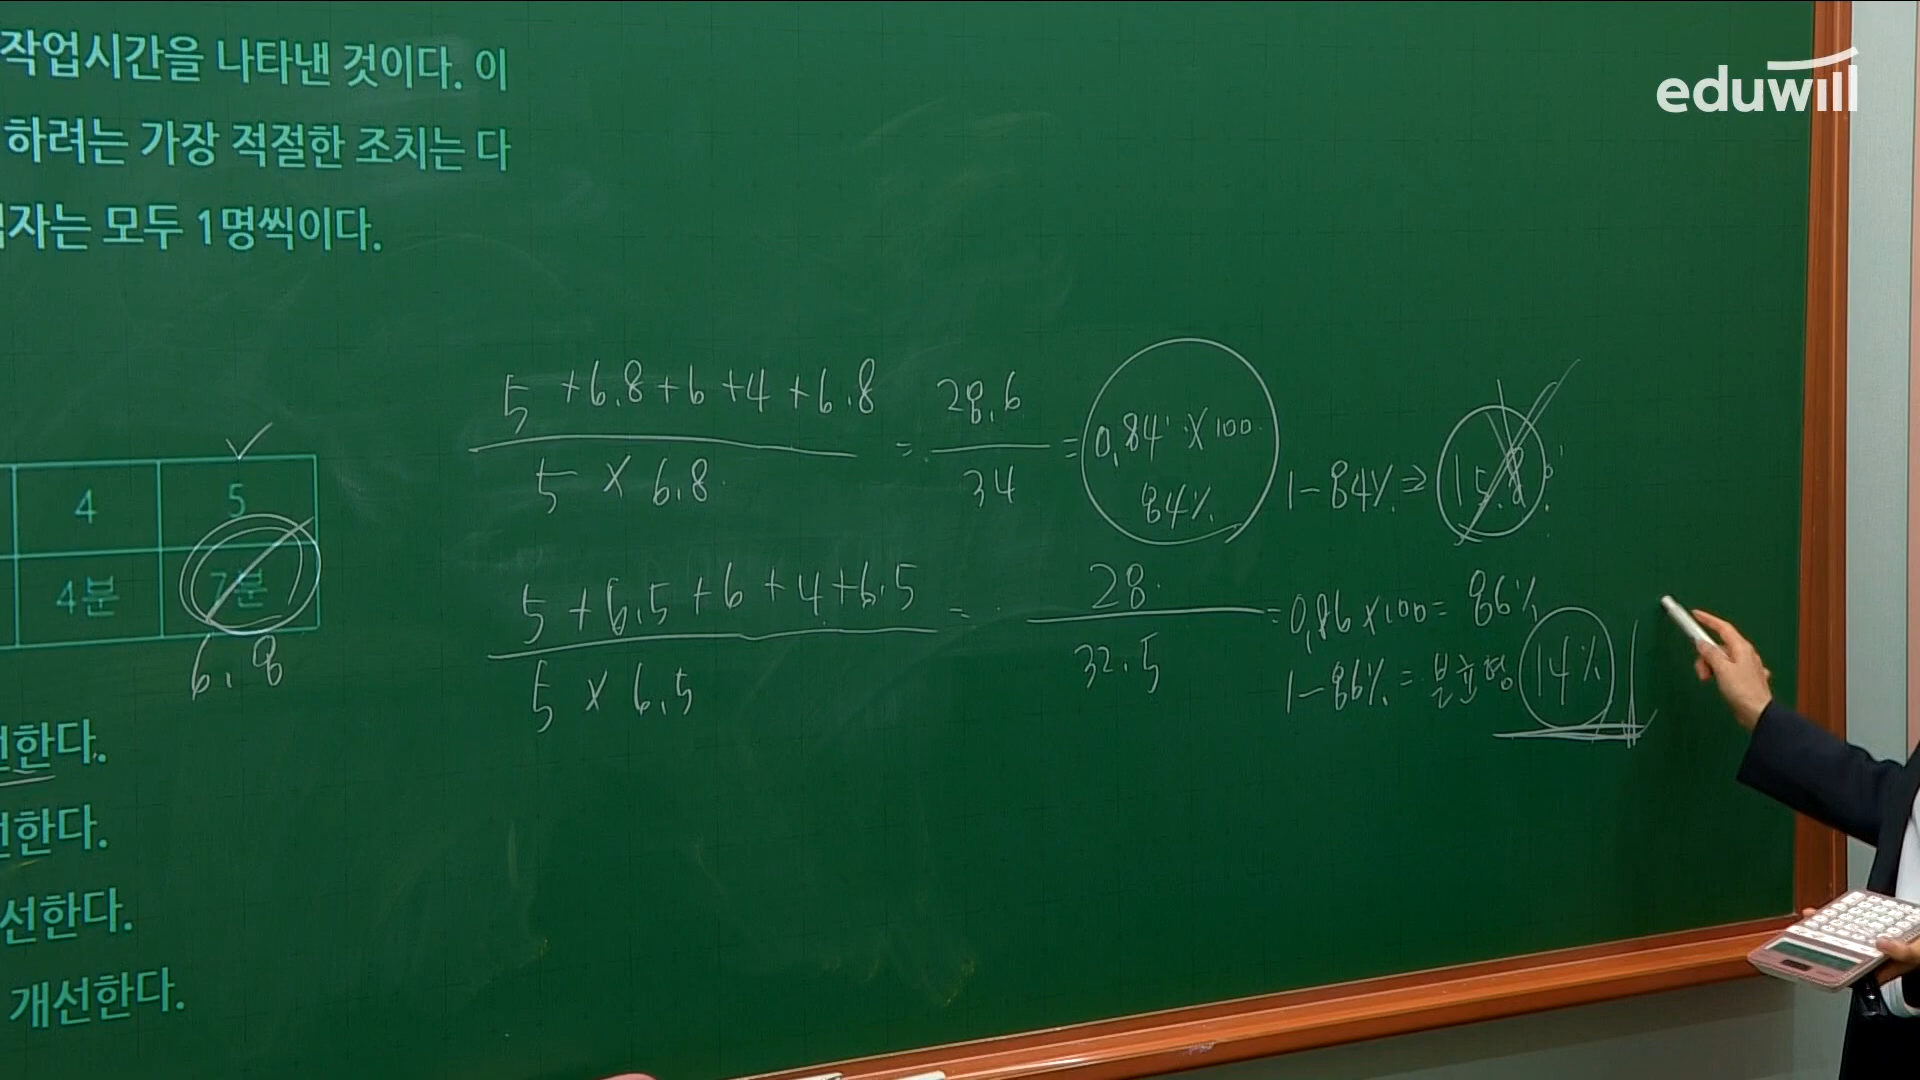 작업시간을 나타낸 것이다. 이
하려는 가장 적절한 조치는 다
자는 모두 1명씩이다.
eduwill
4 5
4분 7분
6.8
선한다.
선한다.
선한다.
개선한다.
5 +6.8+6+4+6.8
5 × 6.8
= 28.6
34
= 0.84 × 100
84%
1-84% ⇒ 15.
5+6.5+6+4+6.5
5 × 6.5
= 28
32.5
= 0.86 × 100 = 86%
1-86% = 불균형 14%